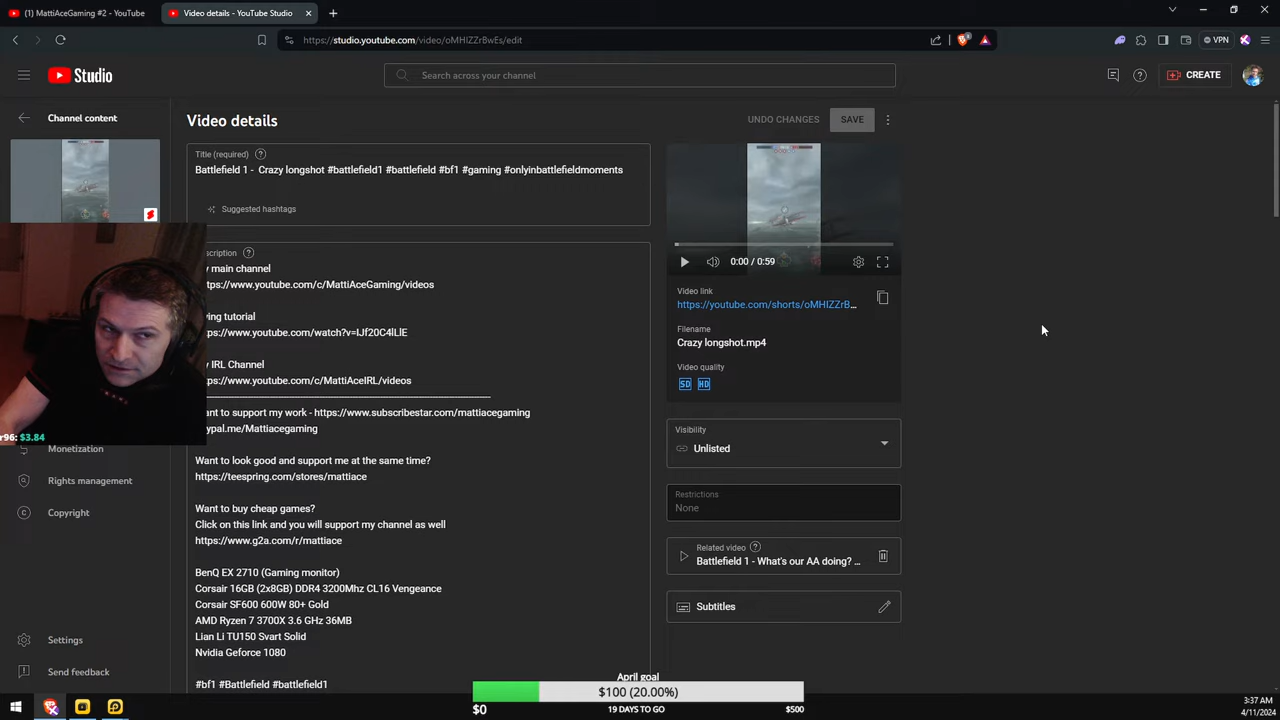 (1) MattiAceGaming #2 - YouTube
Video details - YouTube Studio
https://studio.youtube.com/video/oMHIZZrBwEs/edit
VPN
Studio
Search across your channel
CREATE
Channel content
Video details
UNDO CHANGES
SAVE
Title (required)
Battlefield 1 - Crazy longshot #battlefield1 #battlefield #bf1 #gaming #onlyinbattlefieldmoments
Suggested hashtags
scription
y main channel
ttps://www.youtube.com/c/MattiAceGaming/videos
ying tutorial
ttps://www.youtube.com/watch?v=IJf20C4lLlE
y IRL Channel
ttps://www.youtube.com/c/MattiAceIRL/videos
ant to support my work - https://www.subscribestar.com/mattiacegaming
aypal.me/Mattiacegaming
Want to look good and support me at the same time?
https://teespring.com/stores/mattiace
Want to buy cheap games?
Click on this link and you will support my channel as well
https://www.g2a.com/r/mattiace
BenQ EX 2710 (Gaming monitor)
Corsair 16GB (2x8GB) DDR4 3200Mhz CL16 Vengeance
Corsair SF600 600W 80+ Gold
AMD Ryzen 7 3700X 3.6 GHz 36MB
Lian Li TU150 Svart Solid
Nvidia Geforce 1080
#bf1 #Battlefield #battlefield1
0:00 / 0:59
Video link
https://youtube.com/shorts/oMHIZZrB...
Filename
Crazy longshot.mp4
Video quality
SD HD
Visibility
Unlisted
Restrictions
None
Related video
Battlefield 1 - What's our AA doing? ...
Subtitles
r96: $3.84
Monetization
Rights management
Copyright
Settings
Send feedback
April goal
$100 (20.00%)
$0
19 DAYS TO GO
$500
3:37 AM
4/11/2024